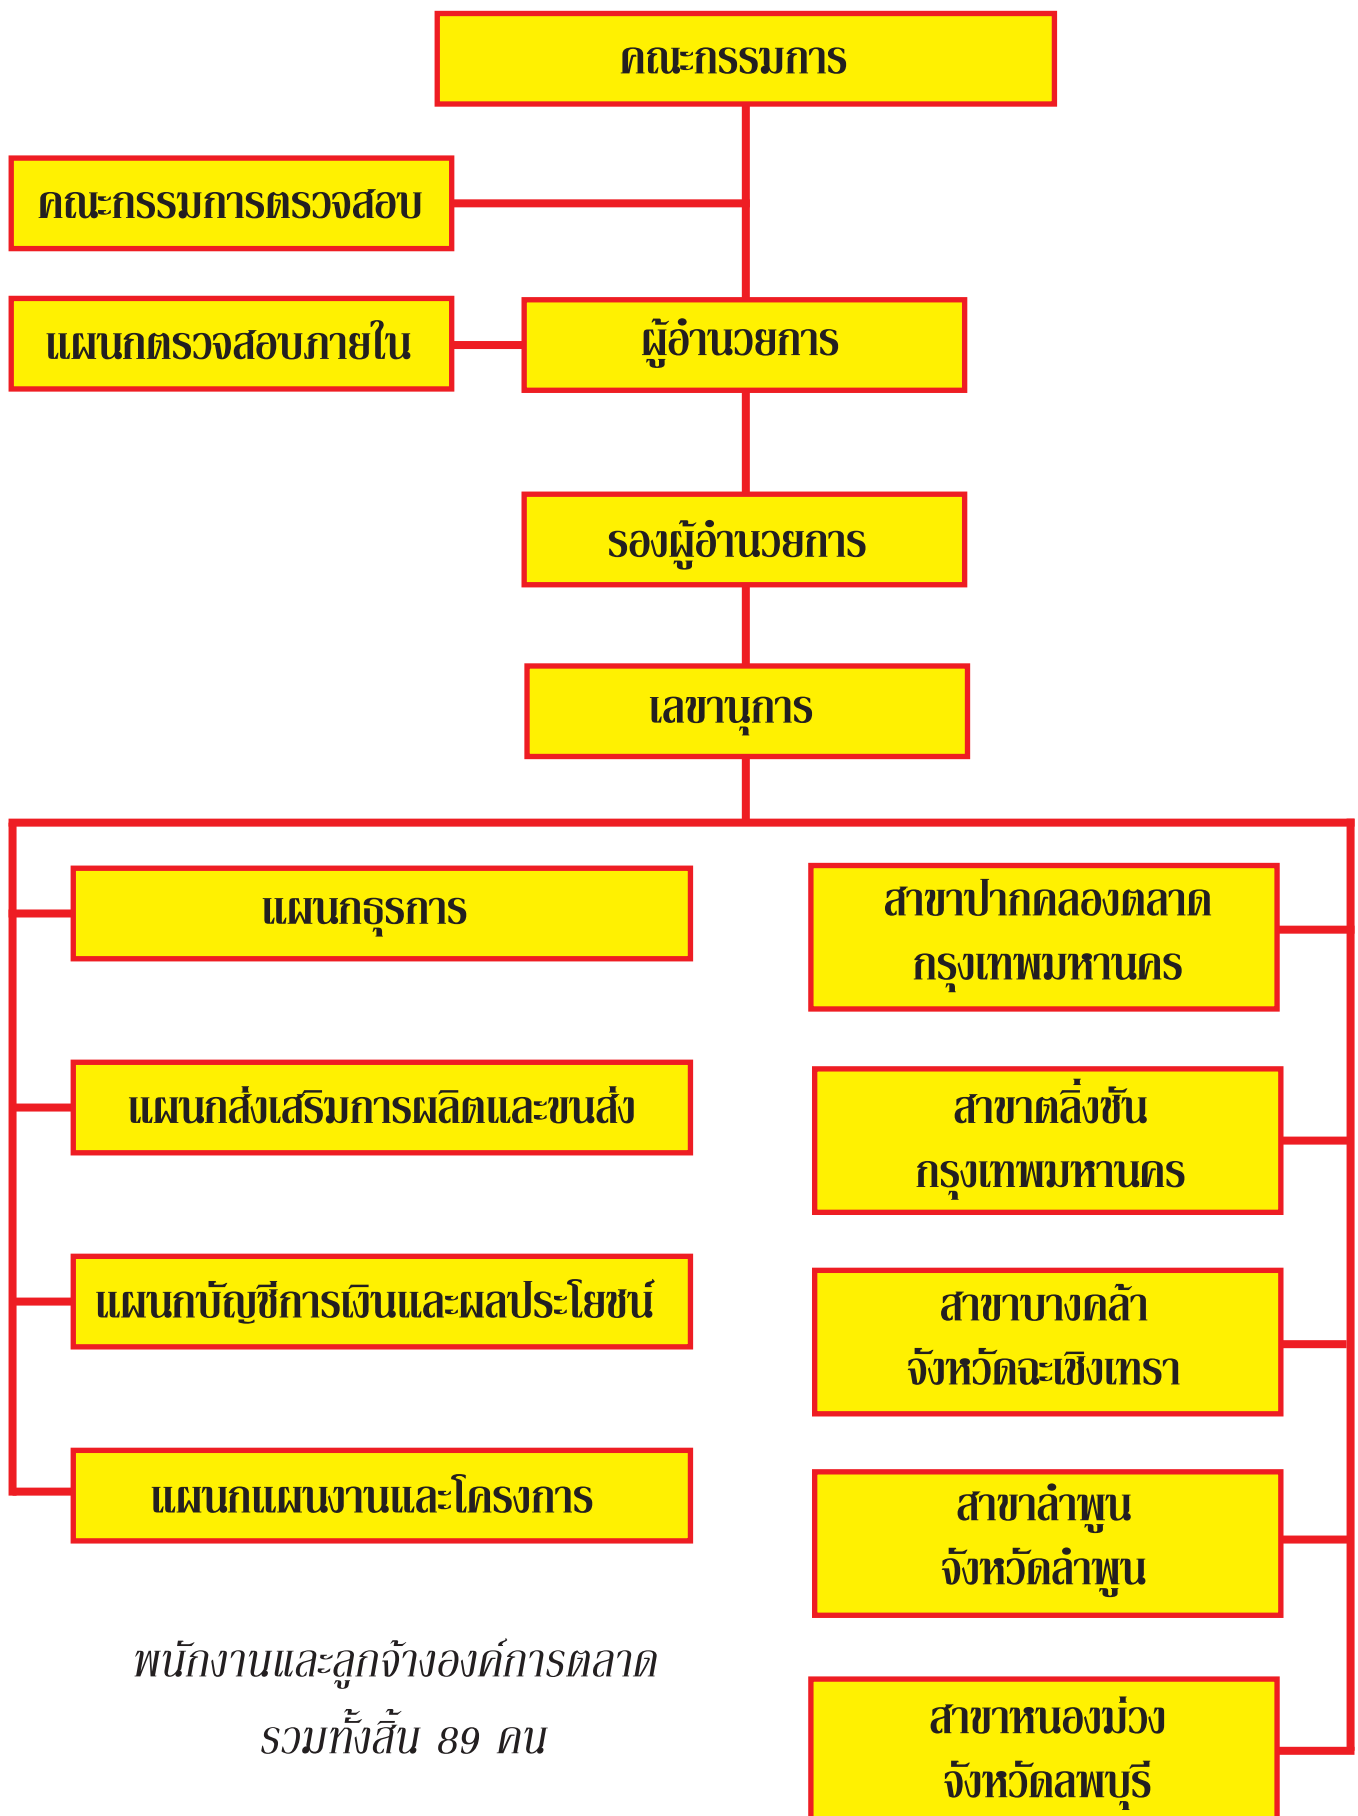 คณะกรรมการ
คณะกรรมการตรวจสอบ
แผนกตรวจสอบภายใน
ผู้อำนวยการ
รองผู้อำนวยการ
เลขานุการ
แผนกธุรการ
แผนกส่งเสริมการผลิตและขนส่ง
แผนกบัญชีการเงินและผลประโยชน์
แผนกแผนงานและโครงการ
สาขาปากคลองตลาด
กรุงเทพมหานคร
สาขาตลิ่งชัน
กรุงเทพมหานคร
สาขาบางคล้า
จังหวัดฉะเชิงเทรา
สาขาลำพูน
จังหวัดลำพูน
สาขาหนองม่วง
จังหวัดลพบุรี
พนักงานและลูกจ้างองค์การตลาด
รวมทั้งสิ้น 89 คน